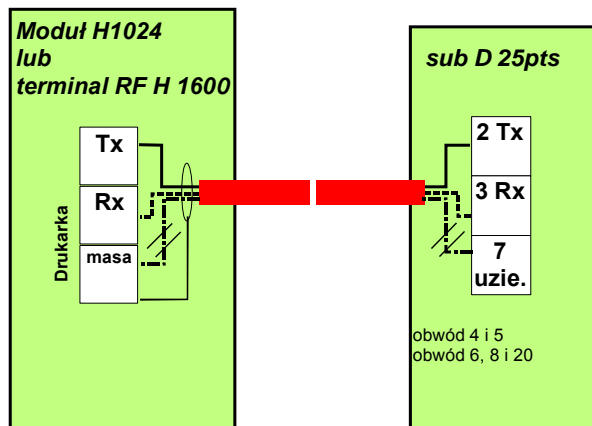 Moduł H1024
lub
terminal RF H 1600
Tx
Rx
masa
Drukarka
sub D 25pts
2 Tx
3 Rx
7
uzie.
obwód 4 i 5
obwód 6, 8 i 20